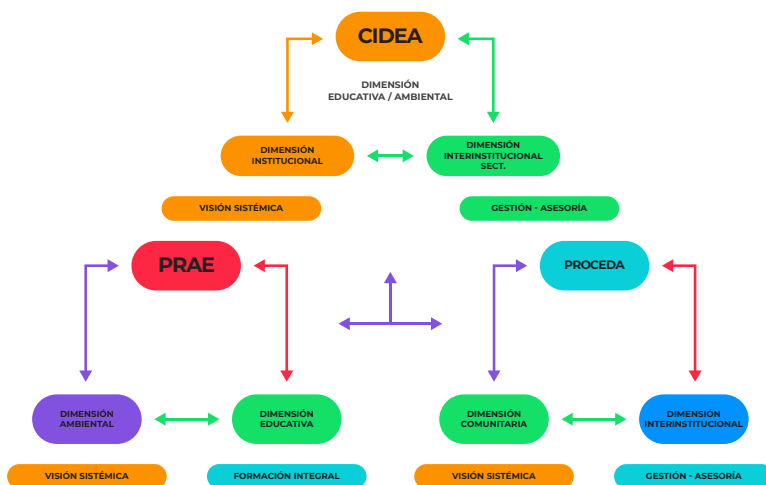 CIDEA
DIMENSIÓN
EDUCATIVA / AMBIENTAL
DIMENSIÓN
INSTITUCIONAL
DIMENSIÓN
INTERINSTITUCIONAL
SECT.
VISIÓN SISTÉMICA
GESTIÓN - ASESORÍA
PRAE
PROCEDA
DIMENSIÓN
AMBIENTAL
DIMENSIÓN
EDUCATIVA
DIMENSIÓN
COMUNITARIA
DIMENSIÓN
INTERINSTITUCIONAL
VISIÓN SISTÉMICA
FORMACIÓN INTEGRAL
VISIÓN SISTÉMICA
GESTIÓN - ASESORÍA